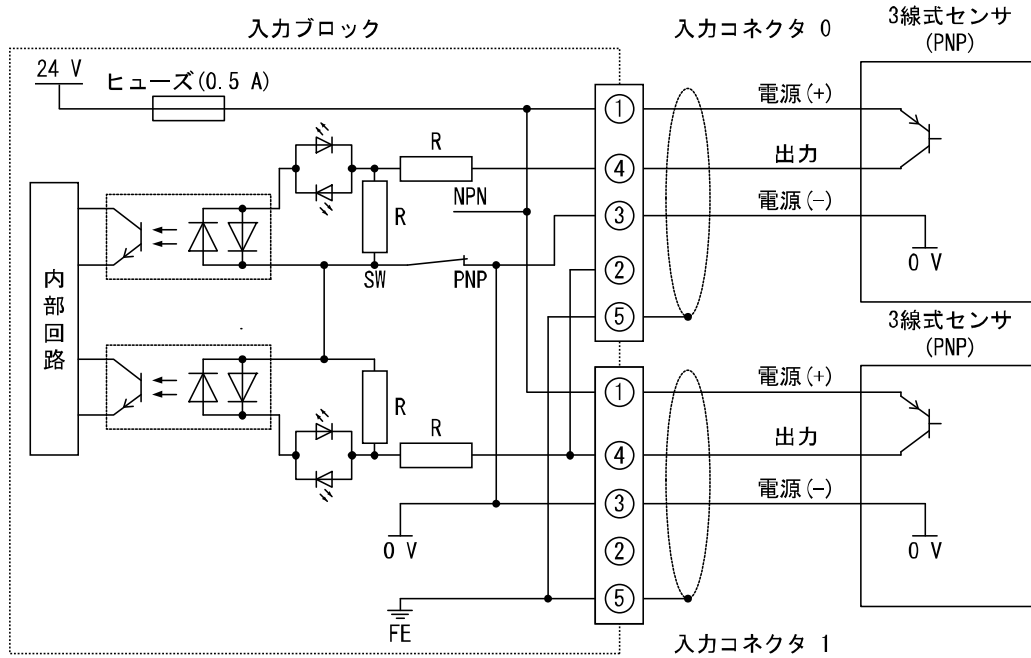 入力ブロック
入力コネクタ 0
3線式センサ
(PNP)
24 V
ヒューズ(0.5 A)
①
電源(+)
R
④
出力
NPN
R
③
電源(-)
0 V
②
SW
PNP
⑤
内部回路
3線式センサ
(PNP)
①
電源(+)
R
R
④
出力
③
電源(-)
0 V
②
0 V
⑤
FE
入力コネクタ 1